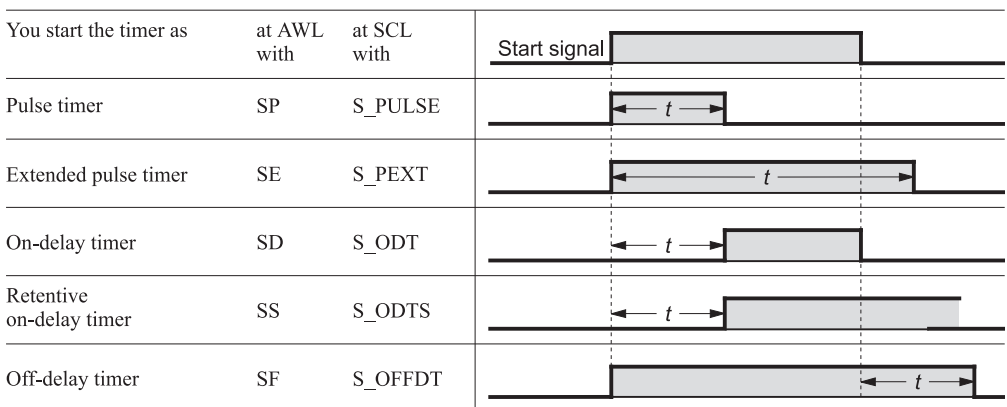 You start the timer as at AWL with at SCL with Start signal
Pulse timer SP S_PULSE t
Extended pulse timer SE S_PEXT t
On-delay timer SD S_ODT t
Retentive on-delay timer SS S_ODTS t
Off-delay timer SF S_OFFDT t